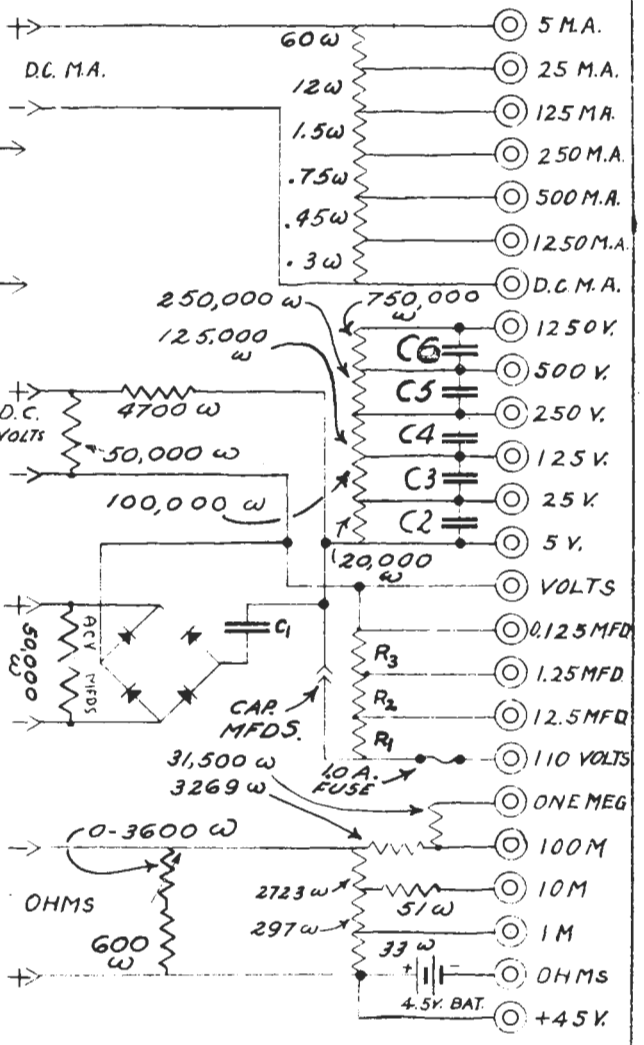 + 5 M.A.
60 ω
D.C. M.A.
25 M.A.
12 ω
125 MA.
1.5 ω
250 M.A.
.75 ω
500 M.A.
.45 ω
1250 M.A.
.3 ω
D.C. M.A.
250,000 ω
750,000 ω
1250 V.
125,000 ω
C6
500 V.
+
4700 ω
C5
250 V.
D.C. VOLTS
50,000 ω
C4
125 V.
100,000 ω
C3
25 V.
C2
5 V.
20,000 ω
VOLTS
+
50,000 ω
ACV MFDS
C1
0.125 MFD
R3
1.25 MFD
CAP. MFDS.
R2
12.5 MFD
R1
110 VOLTS
1.0 A. FUSE
31,500 ω
3269 ω
ONE MEG
0-3600 ω
100 M
2723 ω
10 M
51 ω
OHMS
297 ω
1 M
600 ω
33 ω
+
+ -
OHMS
4.5V. BAT.
+45 V.